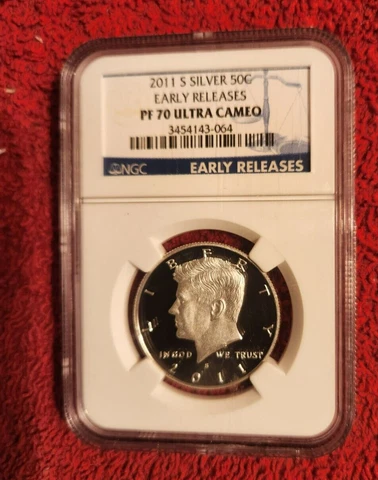 2011 S SILVER 50C
EARLY RELEASES
PF 70 ULTRA CAMEO
3454143-064
NGC
EARLY RELEASES
LIBERTY
IN GOD WE TRUST
S
2011